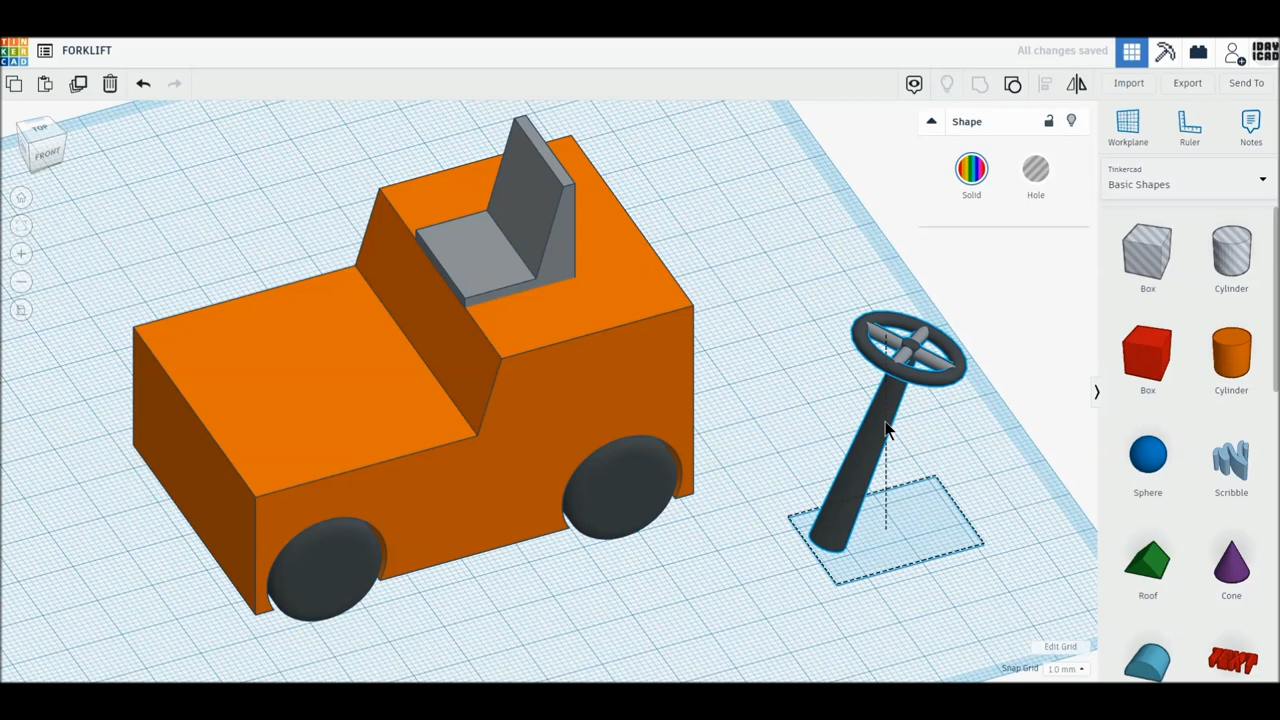 TIN
KER
CAD
FORKLIFT
All changes saved
1DAY
1CAD
Import
Export
Send To
TOP
FRONT
Shape
Solid
Hole
Workplane
Ruler
Notes
Tinkercad
Basic Shapes
Box
Cylinder
Box
Cylinder
Sphere
Scribble
Roof
Cone
TEXT
Edit Grid
Snap Grid
1.0 mm